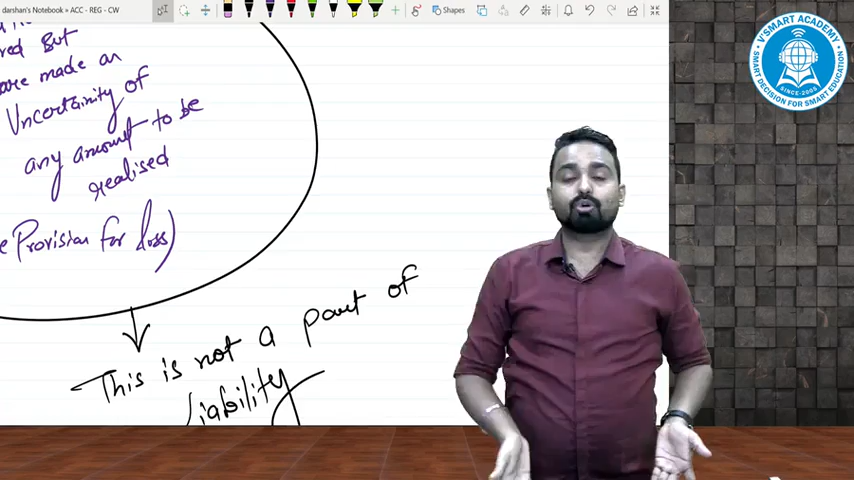 darshan's Notebook » ACC - REG - CW
Shapes
red But
are made an
Uncertainity of
any amount to be
realised
Provision for loss)
This is not a part of
liability
V'SMART ACADEMY
SMART DECISION FOR SMART EDUCATION
SINCE-2005